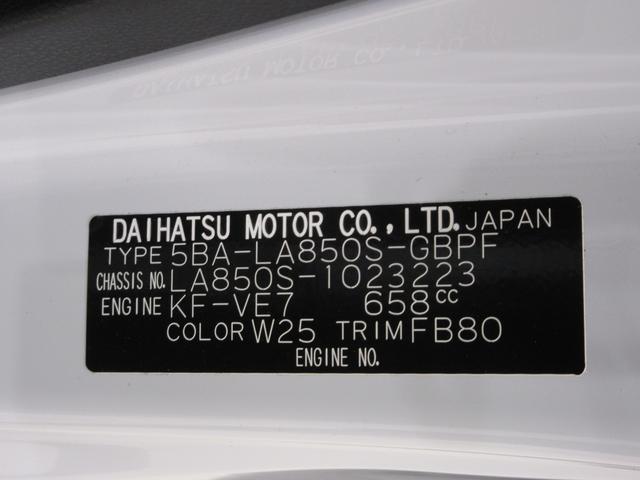 DAIHATSU MOTOR CO., LTD. JAPAN
TYPE 5BA-LA850S-GBPF
CHASSIS NO. LA850S-1023223
ENGINE KF-VE7 658cc
COLOR W25 TRIM FB80
ENGINE NO.